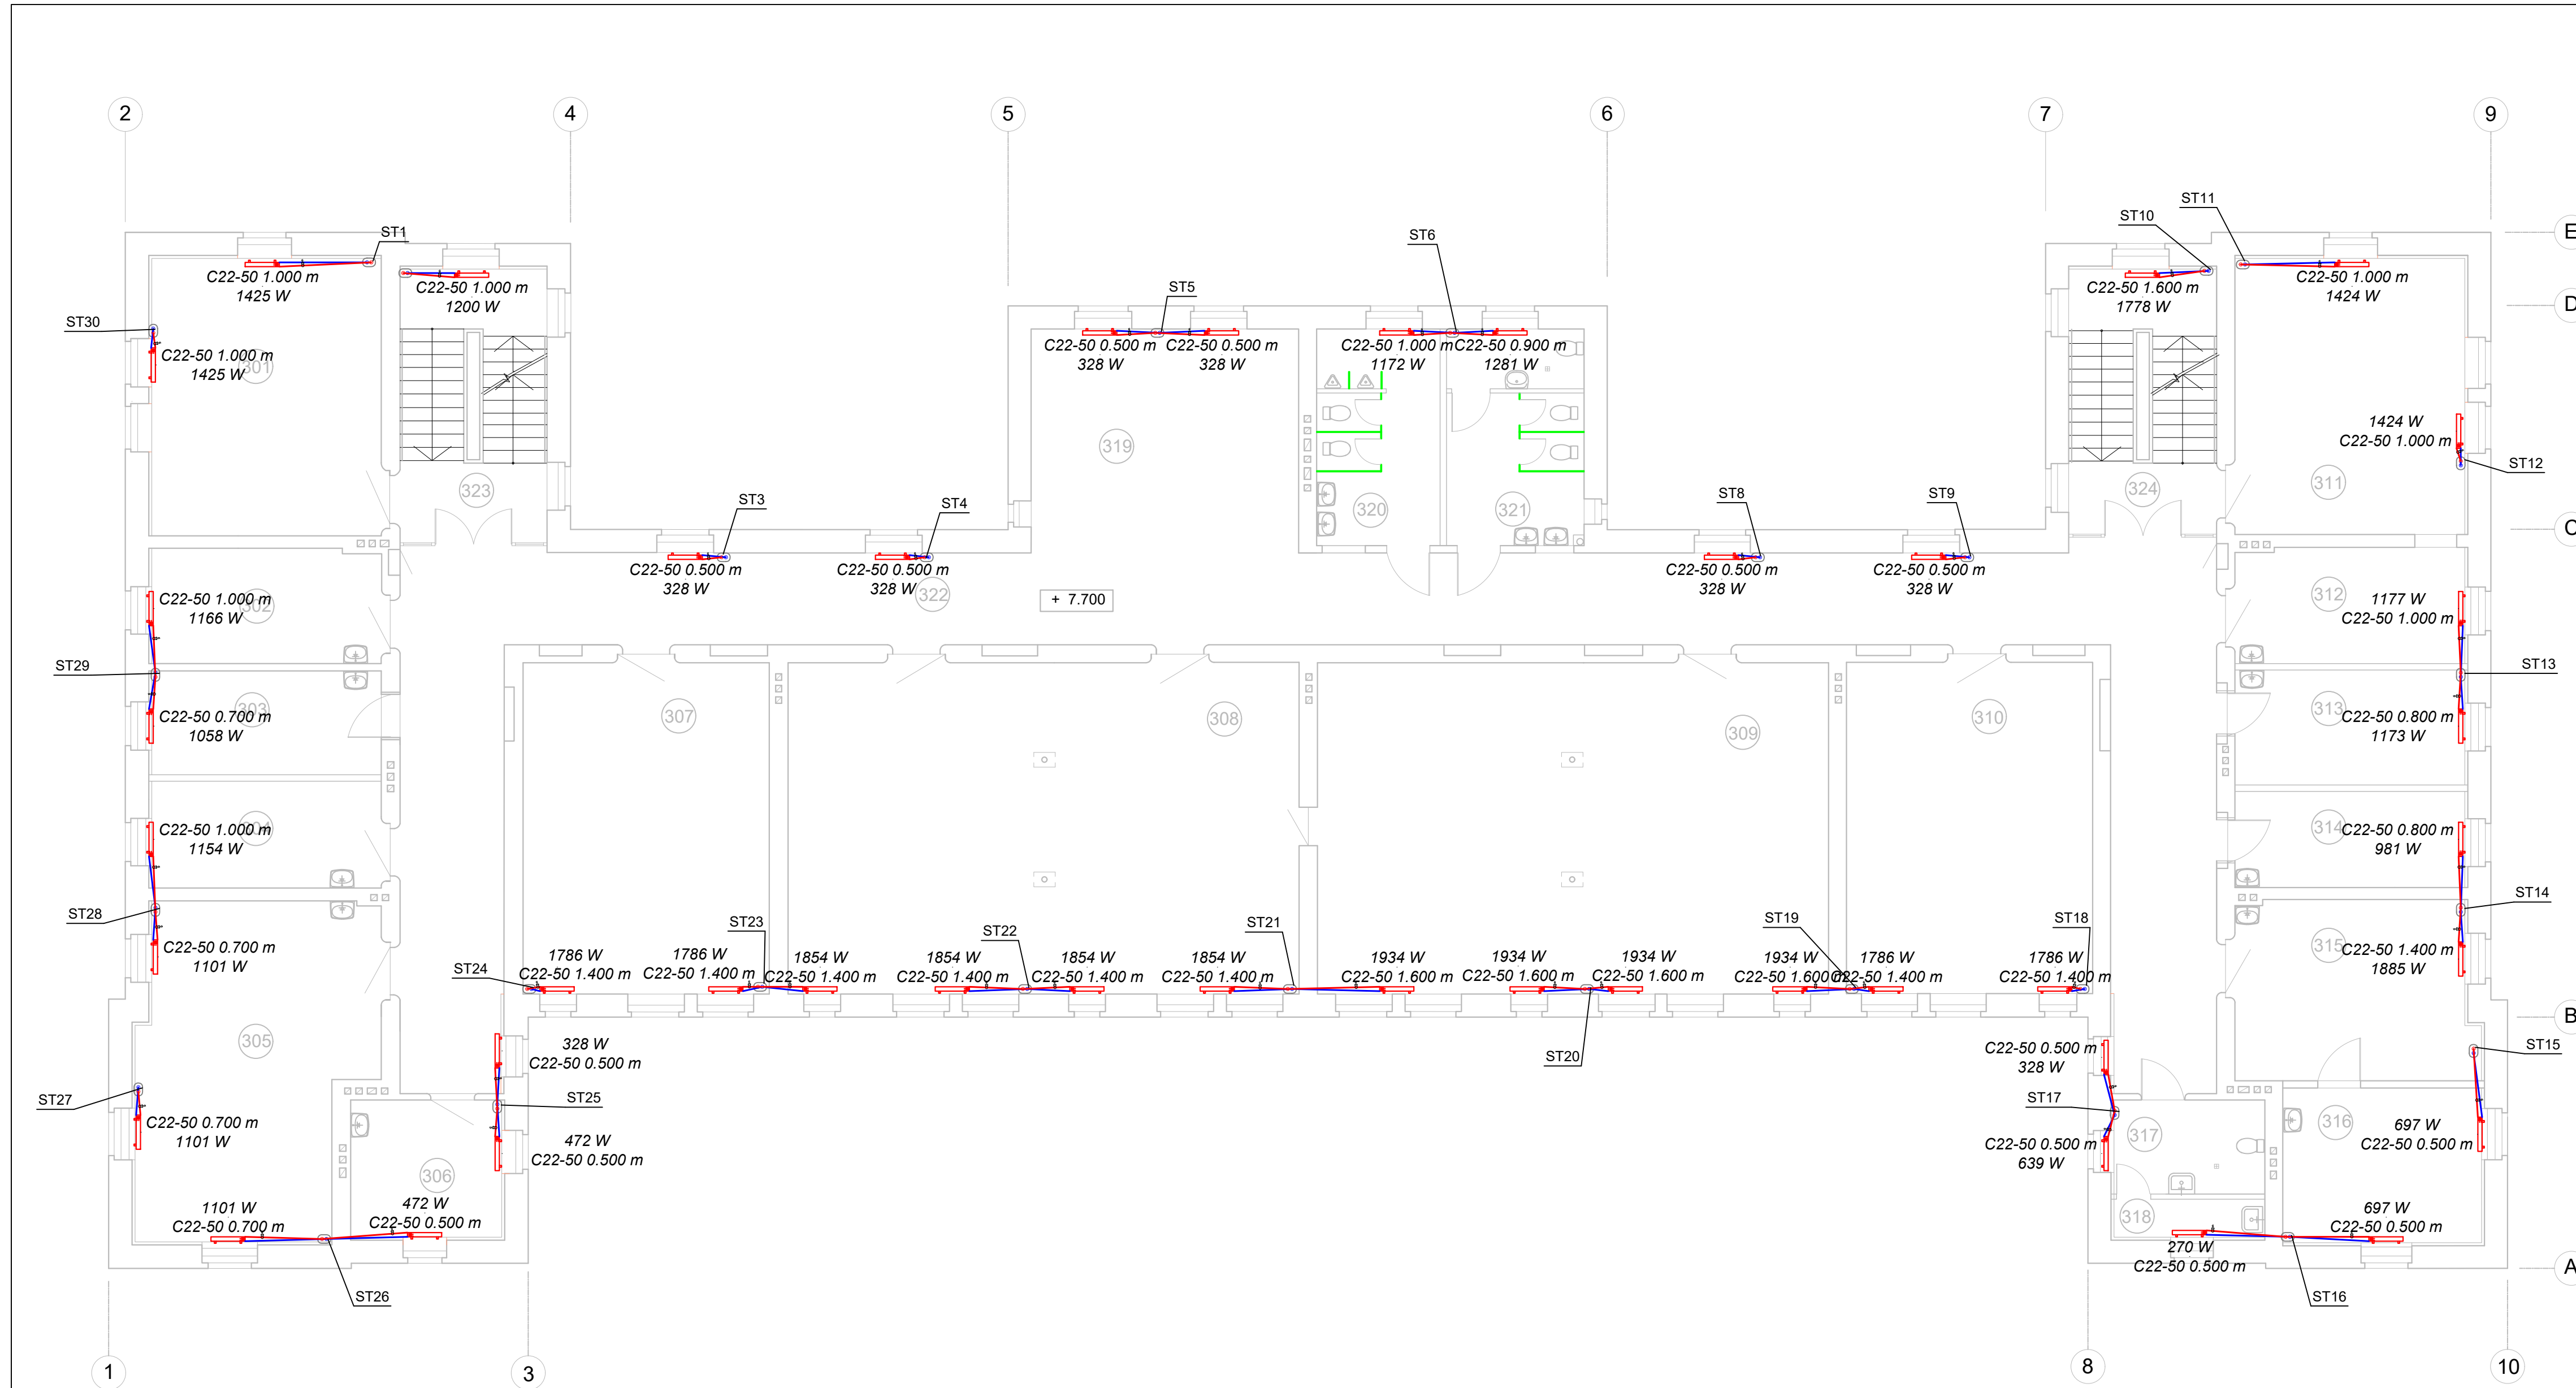 2
4
5
6
7
9
ST11
ST10
E
ST1
ST6
C22-50 1.000 m
1425 W
C22-50 1.000 m
1200 W
ST5
C22-50 1.600 m
1778 W
C22-50 1.000 m
1424 W
D
ST30
C22-50 1.000 m
1425 W
301
C22-50 0.500 m
328 W
C22-50 0.500 m
328 W
C22-50 1.000 m
1172 W
C22-50 0.900 m
1281 W
319
1424 W
C22-50 1.000 m
ST12
311
323
324
320
321
ST3
ST4
ST8
ST9
C
C22-50 0.500 m
328 W
C22-50 0.500 m
328 W
322
+ 7.700
C22-50 0.500 m
328 W
C22-50 0.500 m
328 W
C22-50 1.000 m
1166 W
302
312
1177 W
C22-50 1.000 m
ST29
ST13
303
C22-50 0.700 m
1058 W
307
308
309
310
313
C22-50 0.800 m
1173 W
C22-50 1.000 m
1154 W
304
314
C22-50 0.800 m
981 W
ST28
ST14
C22-50 0.700 m
1101 W
315
C22-50 1.400 m
1885 W
ST24
1786 W
C22-50 1.400 m
1786 W
C22-50 1.400 m
ST23
1854 W
C22-50 1.400 m
1854 W
C22-50 1.400 m
ST22
1854 W
C22-50 1.400 m
1854 W
C22-50 1.400 m
ST21
1934 W
C22-50 1.600 m
1934 W
C22-50 1.600 m
1934 W
C22-50 1.600 m
ST19
1934 W
C22-50 1.600 m
1786 W
C22-50 1.400 m
1786 W
C22-50 1.400 m
ST18
B
305
328 W
C22-50 0.500 m
ST20
C22-50 0.500 m
328 W
ST15
ST27
ST25
ST17
C22-50 0.700 m
1101 W
472 W
C22-50 0.500 m
C22-50 0.500 m
639 W
317
316
697 W
C22-50 0.500 m
306
1101 W
C22-50 0.700 m
472 W
C22-50 0.500 m
318
697 W
C22-50 0.500 m
270 W
C22-50 0.500 m
A
ST26
ST16
1
3
8
10